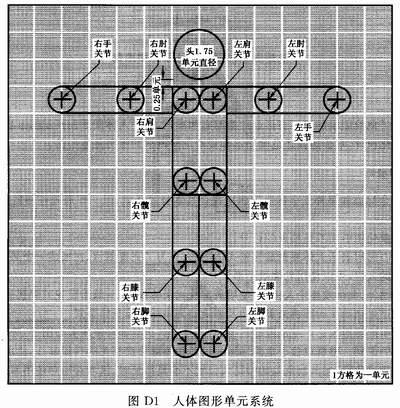 右手
关节
右肘
关节
头1.75
单元直径
左肩
关节
左肘
关节
0.25单元
右肩
关节
左手
关节
右髋
关节
左髋
关节
右膝
关节
左膝
关节
右脚
关节
左脚
关节
1方格为一单元
图 D1 人体图形单元系统